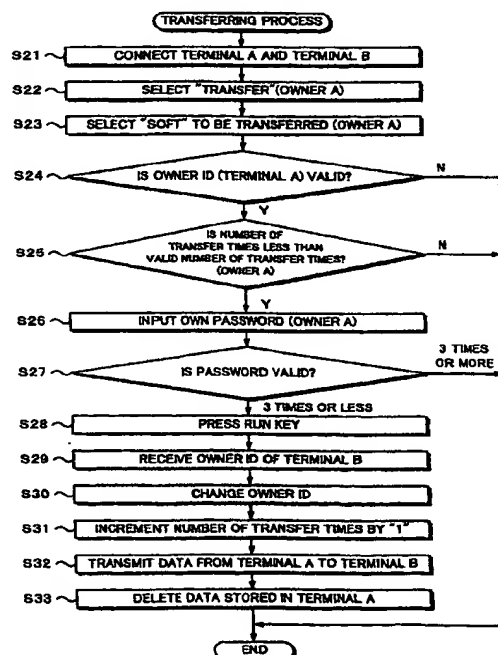 TRANSFERRING PROCESS
S21 CONNECT TERMINAL A AND TERMINAL B
S22 SELECT "TRANSFER"(OWNER A)
S23 SELECT "SOFT" TO BE TRANSFERRED (OWNER A)
S24 IS OWNER ID (TERMINAL A) VALID? N
Y
IS NUMBER OF
TRANSFER TIMES LESS THAN
S25 VALID NUMBER OF TRANSFER TIMES? N
(OWNER A)
Y
S26 INPUT OWN PASSWORD (OWNER A)
3 TIMES
OR MORE
S27 IS PASSWORD VALID?
3 TIMES OR LESS
S28 PRESS RUN KEY
S29 RECEIVE OWNER ID OF TERMINAL B
S30 CHANGE OWNER ID
S31 INCREMENT NUMBER OF TRANSFER TIMES BY "1"
S32 TRANSMIT DATA FROM TERMINAL A TO TERMINAL B
S33 DELETE DATA STORED IN TERMINAL A
END